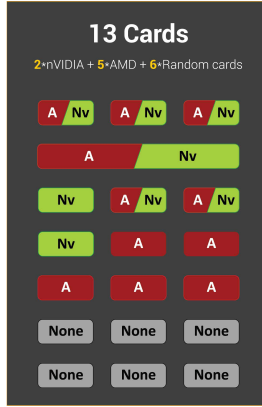 13 Cards
2*nVIDIA + 5*AMD + 6*Random cards
A Nv A Nv A Nv
A Nv
Nv A Nv A Nv
Nv A A
A A A
None None None
None None None